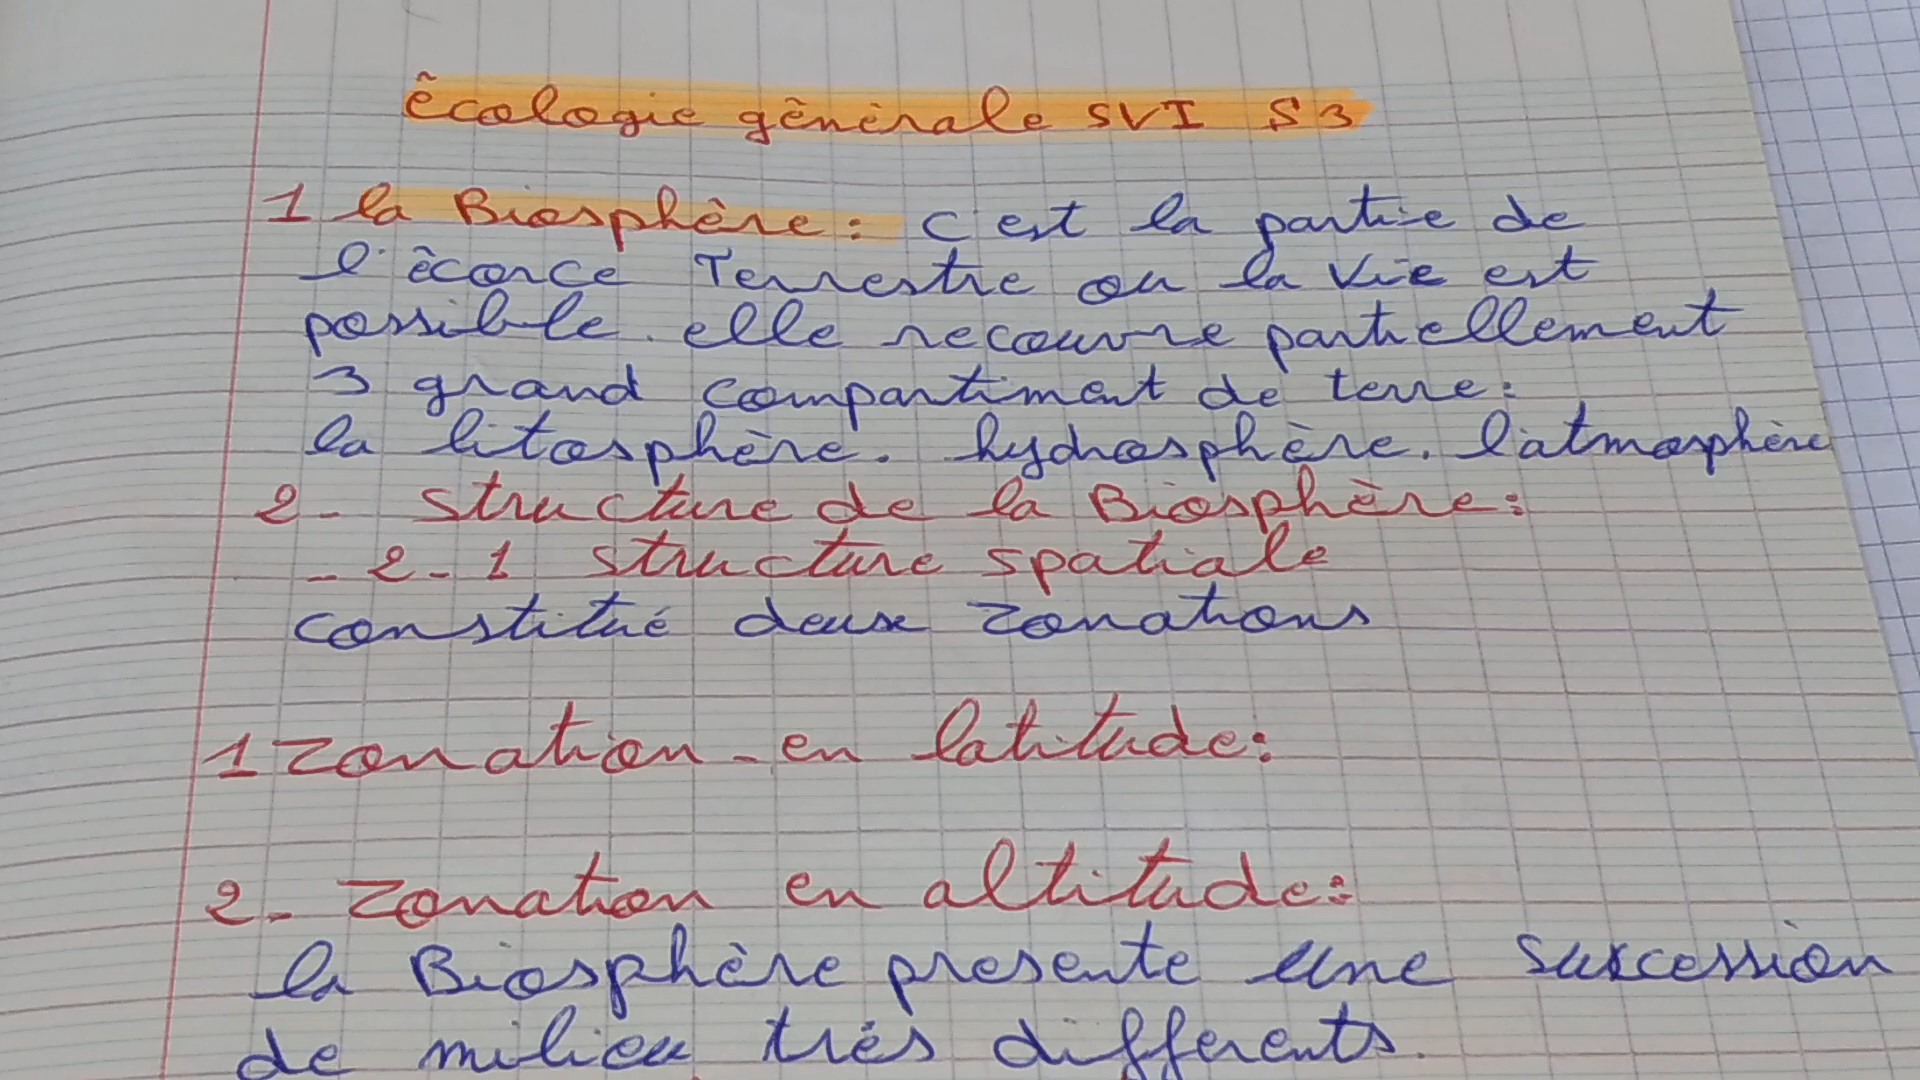 écologie générale SVI S3
1 la Biosphère: c'est la partie de
l'écorce Terrestre ou la vie est
possible. elle recouvre partiellement
3 grand compartiment de terre:
la litosphère. hydrosphère. l'atmosphère
2- structure de la Biosphère:
- 2-1 structure spatiale
constitué deux zonations
1 zonation - en latitude:
2- zonation en altitude:
la Biosphère presente une succession
de milieu très differents.